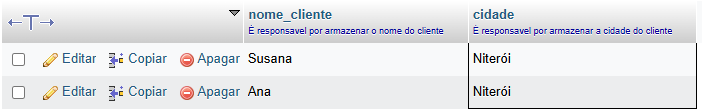 nome_cliente cidade
É responsavel por armazenar o nome do cliente É responsavel por armazenar a cidade do cliente
Editar Copiar Apagar Susana Niterói
Editar Copiar Apagar Ana Niterói